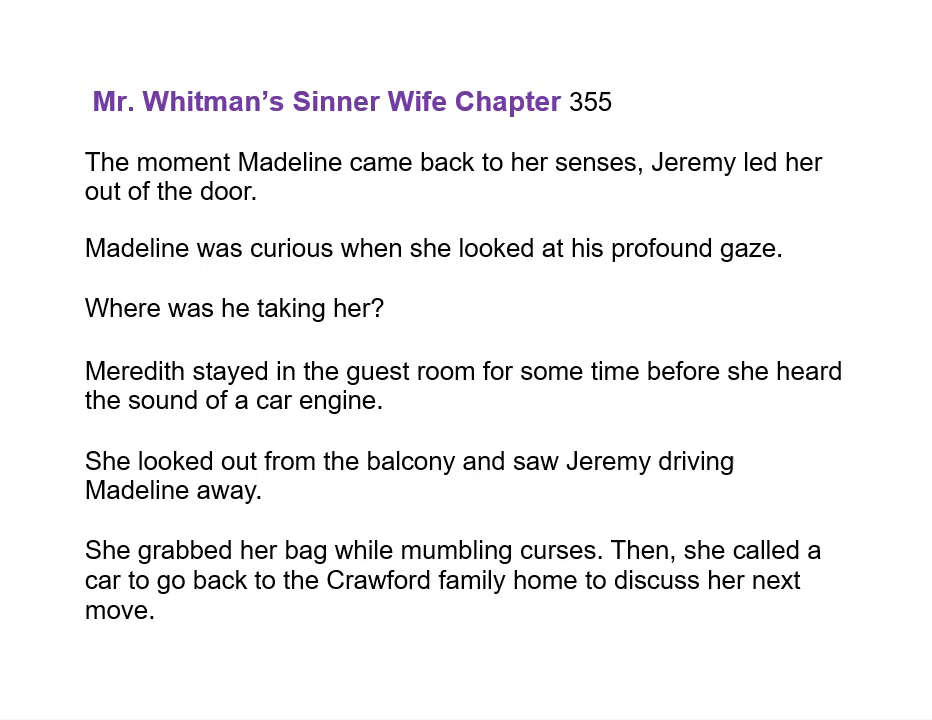 Mr. Whitman’s Sinner Wife Chapter 355
The moment Madeline came back to her senses, Jeremy led her
out of the door.
Madeline was curious when she looked at his profound gaze.
Where was he taking her?
Meredith stayed in the guest room for some time before she heard
the sound of a car engine.
She looked out from the balcony and saw Jeremy driving
Madeline away.
She grabbed her bag while mumbling curses. Then, she called a
car to go back to the Crawford family home to discuss her next
move.